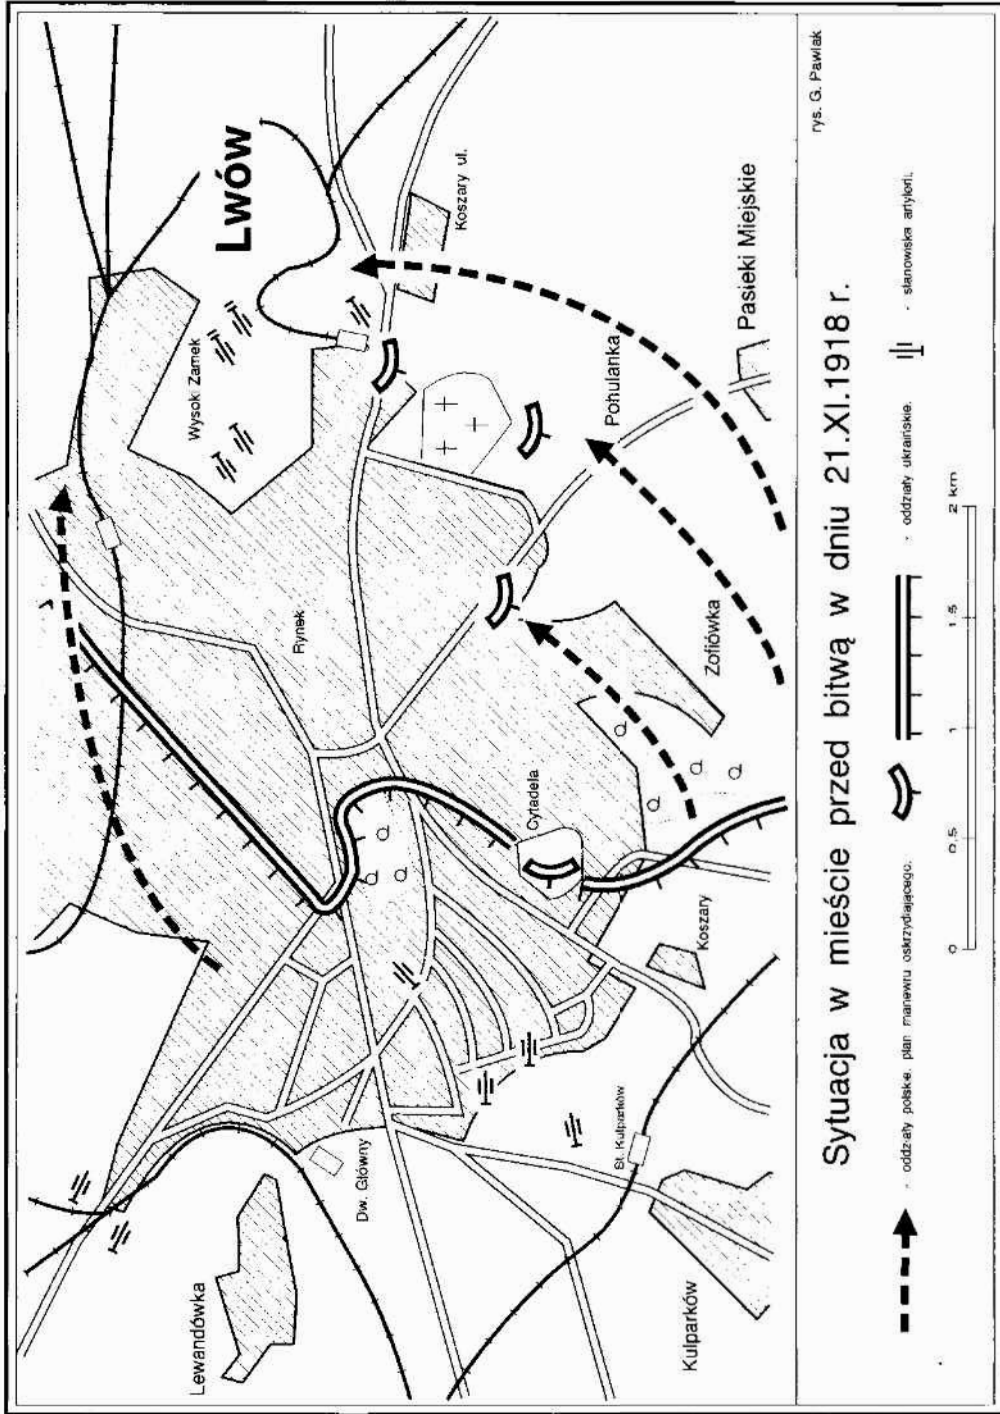 Lwów
Wysoki Zamek
Koszary ul.
Rynek
Pohulanka
Pasieki Miejskie
Cytadela
Zofiówka
Koszary
Dw. Główny
St. Kulparków
Lewandówka
Kulparków
rys. G. Pawlak
Sytuacja w mieście przed bitwą w dniu 21.XI.1918 r.
- oddziały polskie, plan manewru oskrzydlającego.
- oddziały ukraińskie.
- stanowiska artylerii.
0 0.5 1 1.5 2 km